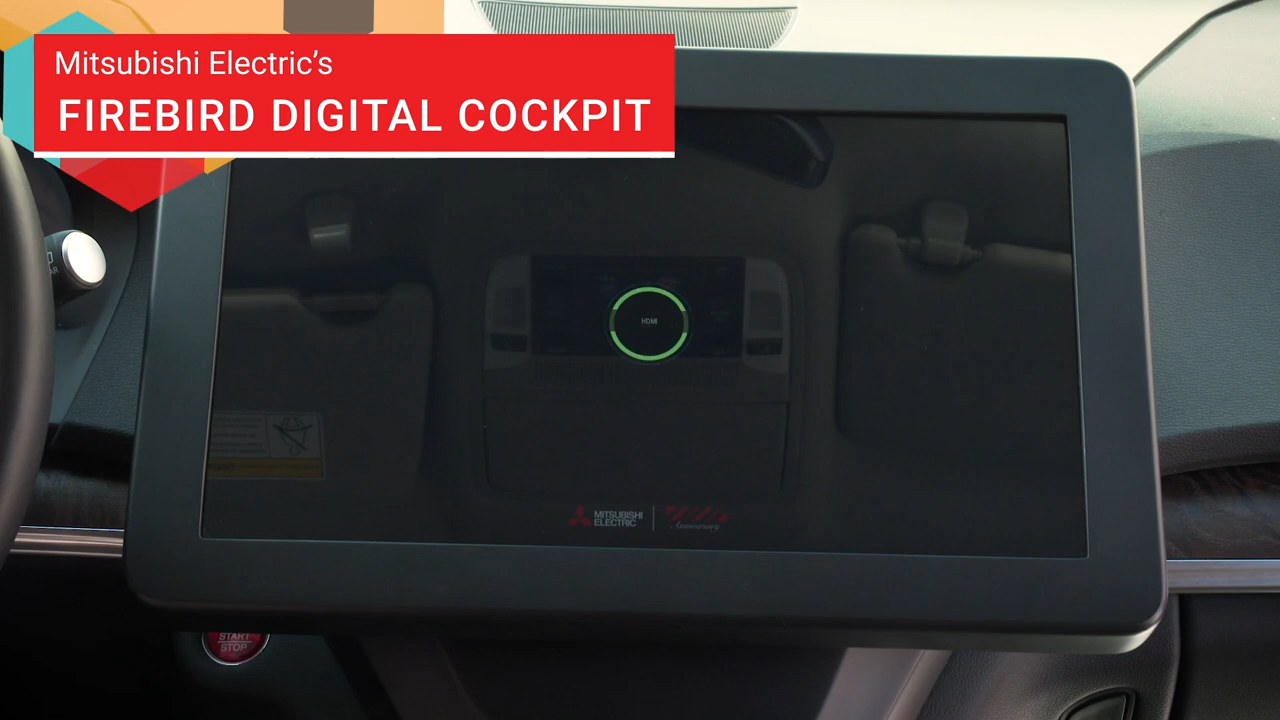 Mitsubishi Electric's
FIREBIRD DIGITAL COCKPIT
HDMI
MITSUBISHI
ELECTRIC
Anniversary
START
STOP